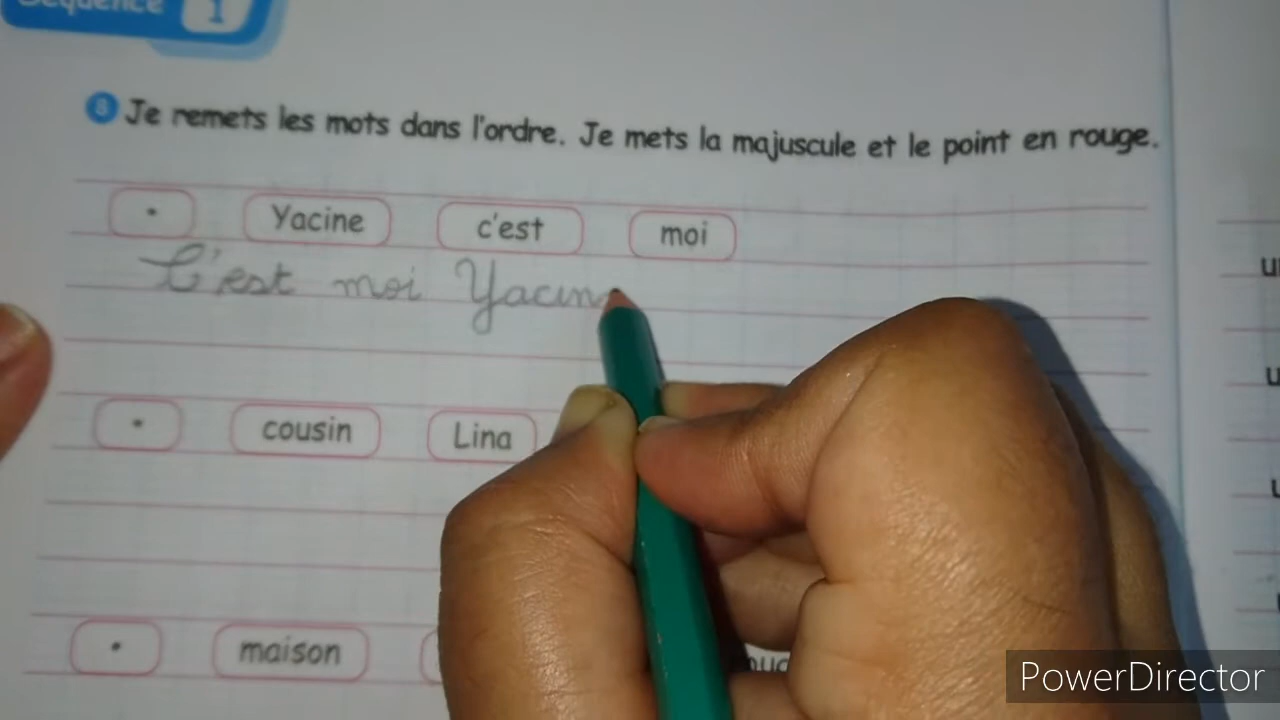 Séquence 1
8 Je remets les mots dans l'ordre. Je mets la majuscule et le point en rouge.
. Yacine c'est moi
C'est moi Yacin
. cousin Lina
. maison
PowerDirector